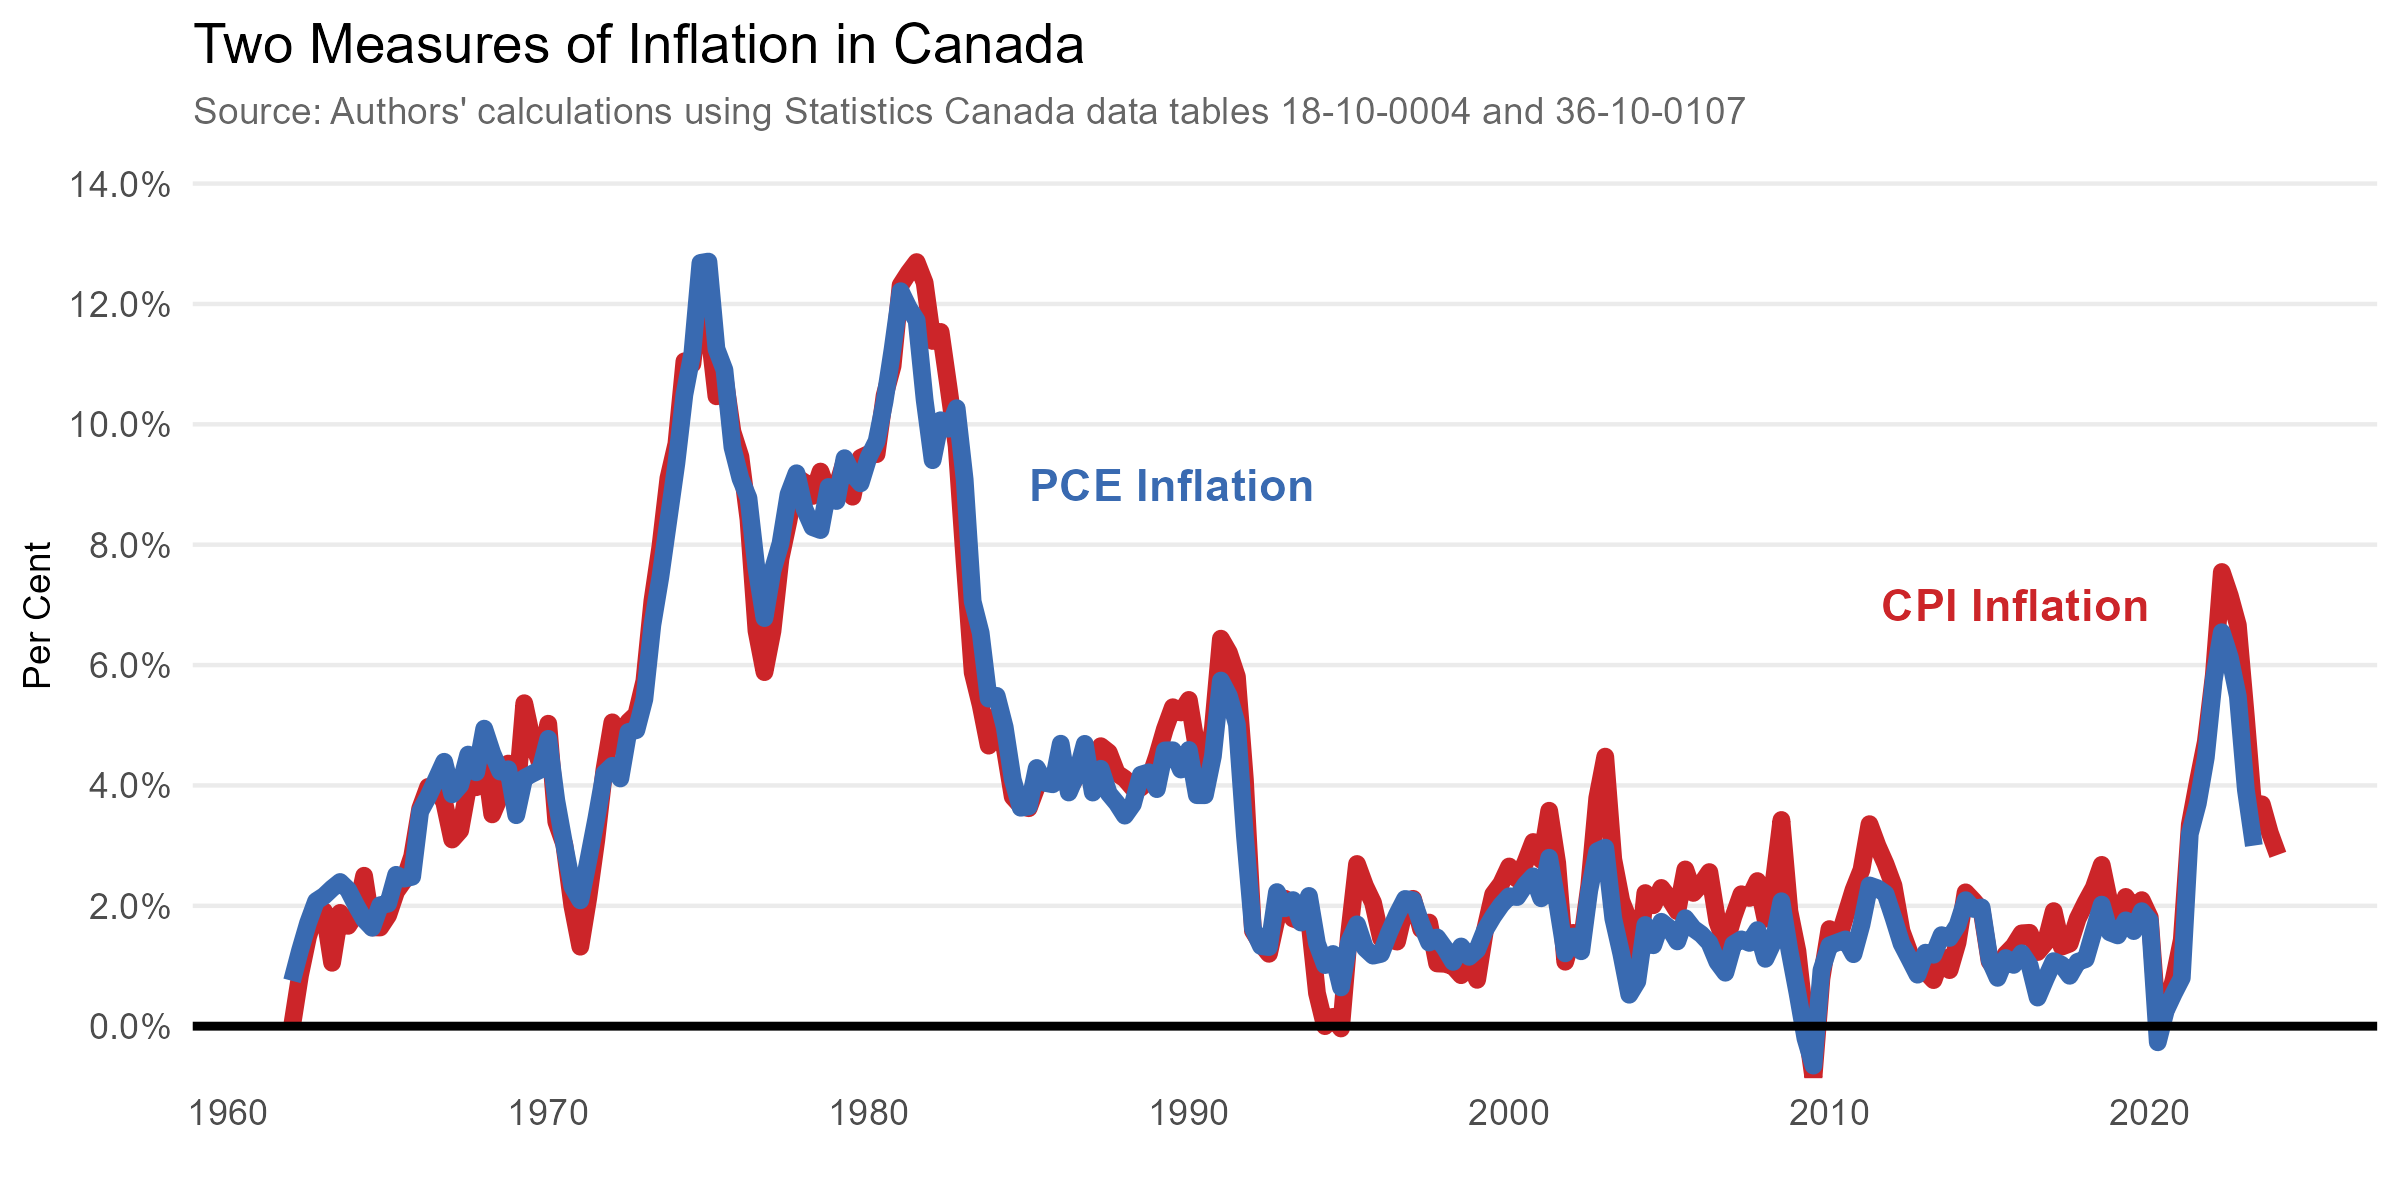 Two Measures of Inflation in Canada
Source: Authors' calculations using Statistics Canada data tables 18-10-0004 and 36-10-0107
14.0%
12.0%
10.0%
8.0%
6.0%
4.0%
2.0%
0.0%
Per Cent
PCE Inflation
CPI Inflation
1960 1970 1980 1990 2000 2010 2020